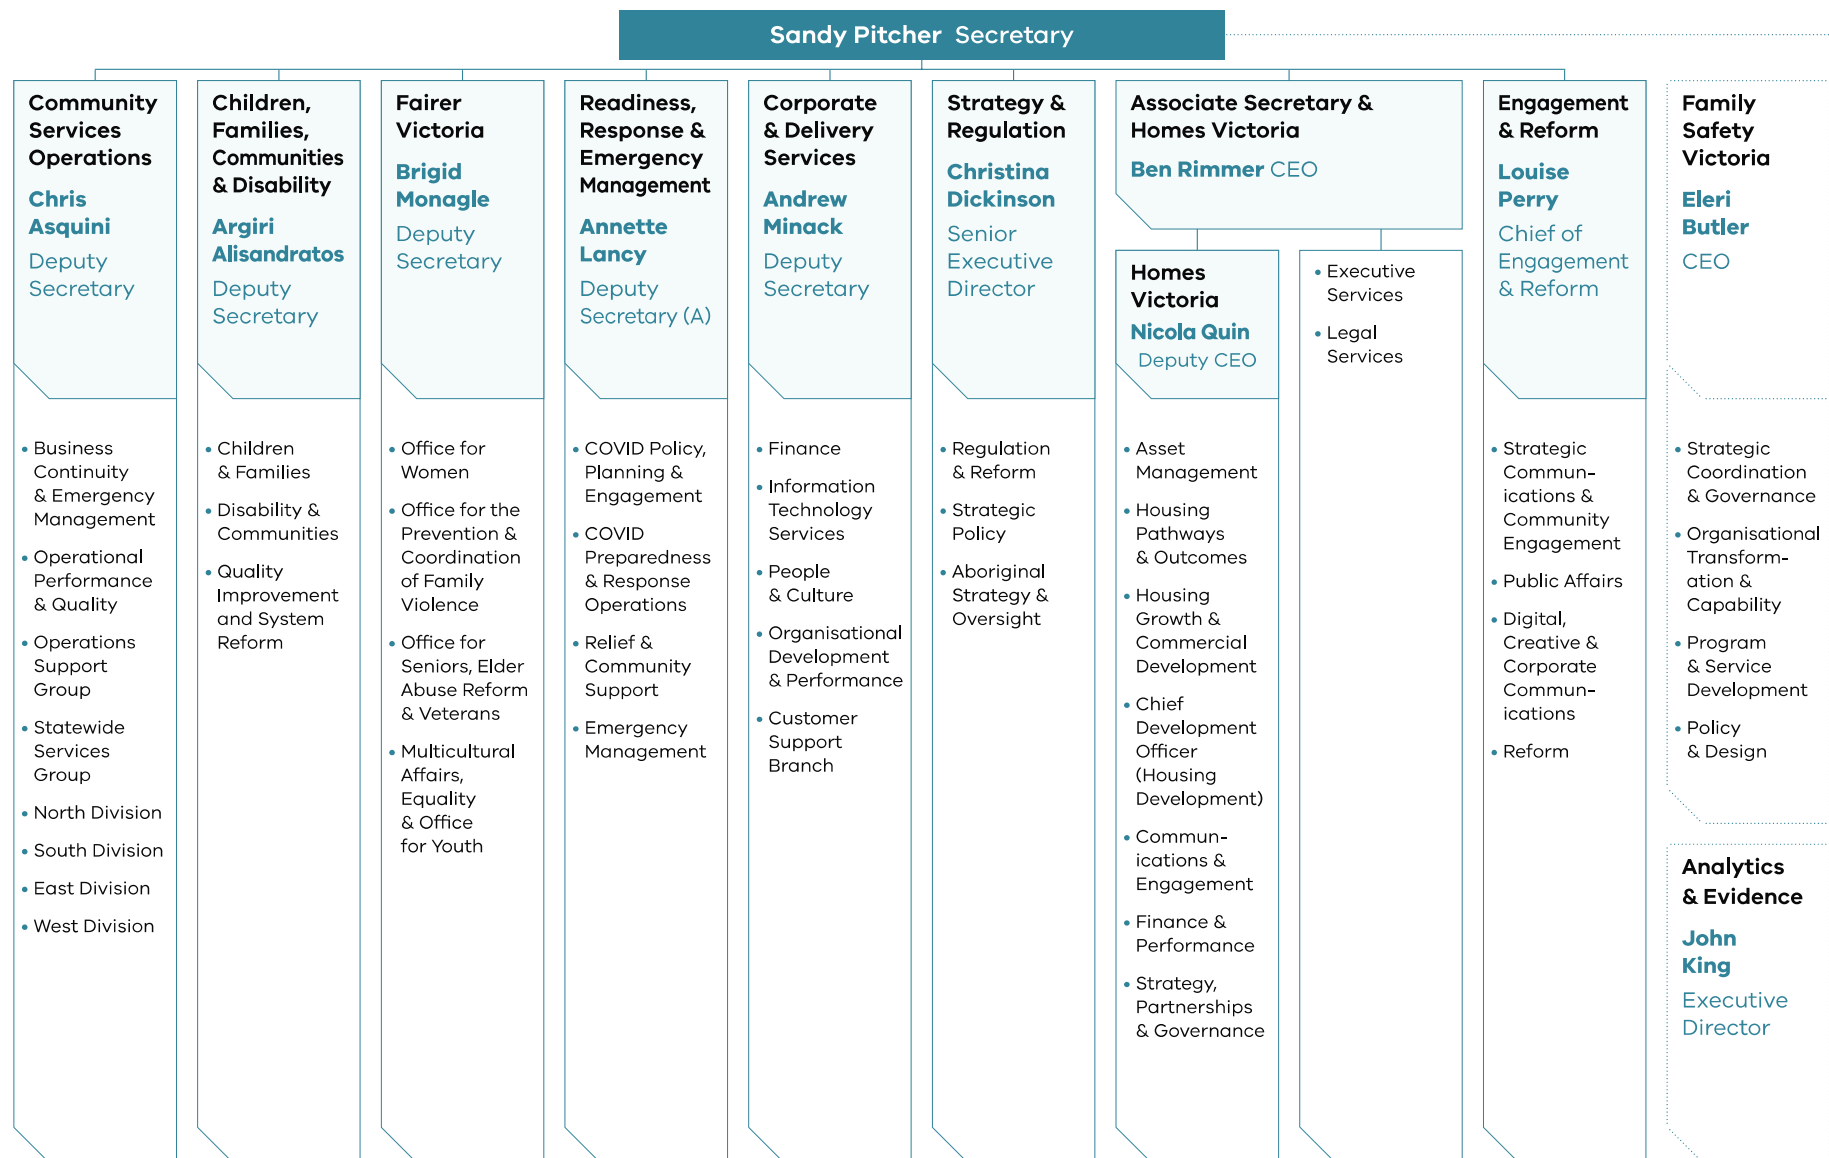 Sandy Pitcher Secretary
Community
Services
Operations
Chris
Asquini
Deputy
Secretary
• Business
Continuity
& Emergency
Management
• Operational
Performance
& Quality
• Operations
Support
Group
• Statewide
Services
Group
• North Division
• South Division
• East Division
• West Division
Children,
Families,
Communities
& Disability
Argiri
Alisandratos
Deputy
Secretary
• Children
& Families
• Disability &
Communities
• Quality
Improvement
and System
Reform
Fairer
Victoria
Brigid
Monagle
Deputy
Secretary
• Office for
Women
• Office for the
Prevention &
Coordination
of Family
Violence
• Office for
Seniors, Elder
Abuse Reform
& Veterans
• Multicultural
Affairs,
Equality
& Office
for Youth
Readiness,
Response &
Emergency
Management
Annette
Lancy
Deputy
Secretary (A)
• COVID Policy,
Planning &
Engagement
• COVID
Preparedness
& Response
Operations
• Relief &
Community
Support
• Emergency
Management
Corporate
& Delivery
Services
Andrew
Minack
Deputy
Secretary
• Finance
• Information
Technology
Services
• People
& Culture
• Organisational
Development
& Performance
• Customer
Support
Branch
Strategy &
Regulation
Christina
Dickinson
Senior
Executive
Director
• Regulation
& Reform
• Strategic
Policy
• Aboriginal
Strategy &
Oversight
Associate Secretary &
Homes Victoria
Ben Rimmer CEO
Homes
Victoria
Nicola Quin
Deputy CEO
• Asset
Management
• Housing
Pathways
& Outcomes
• Housing
Growth &
Commercial
Development
• Chief
Development
Officer
(Housing
Development)
• Commun-
ications &
Engagement
• Finance &
Performance
• Strategy,
Partnerships
& Governance
• Executive
Services
• Legal
Services
Engagement
& Reform
Louise
Perry
Chief of
Engagement
& Reform
• Strategic
Commun-
ications &
Community
Engagement
• Public Affairs
• Digital,
Creative &
Corporate
Commun-
ications
• Reform
Family
Safety
Victoria
Eleri
Butler
CEO
• Strategic
Coordination
& Governance
• Organisational
Transform-
ation &
Capability
• Program
& Service
Development
• Policy
& Design
Analytics
& Evidence
John
King
Executive
Director